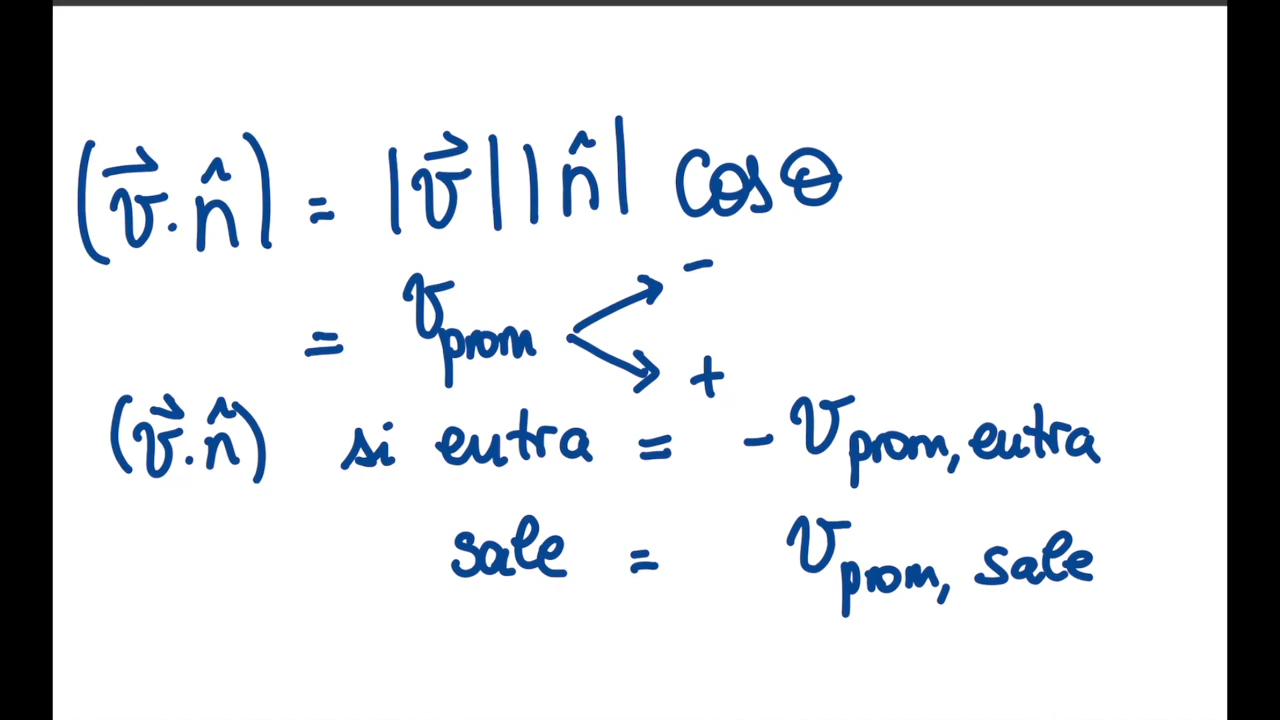 (v⃗.n̂) = |v⃗||n̂| cosθ
= Vprom -
+
(v⃗.n̂) si entra = -Vprom, entra
sale = Vprom, sale